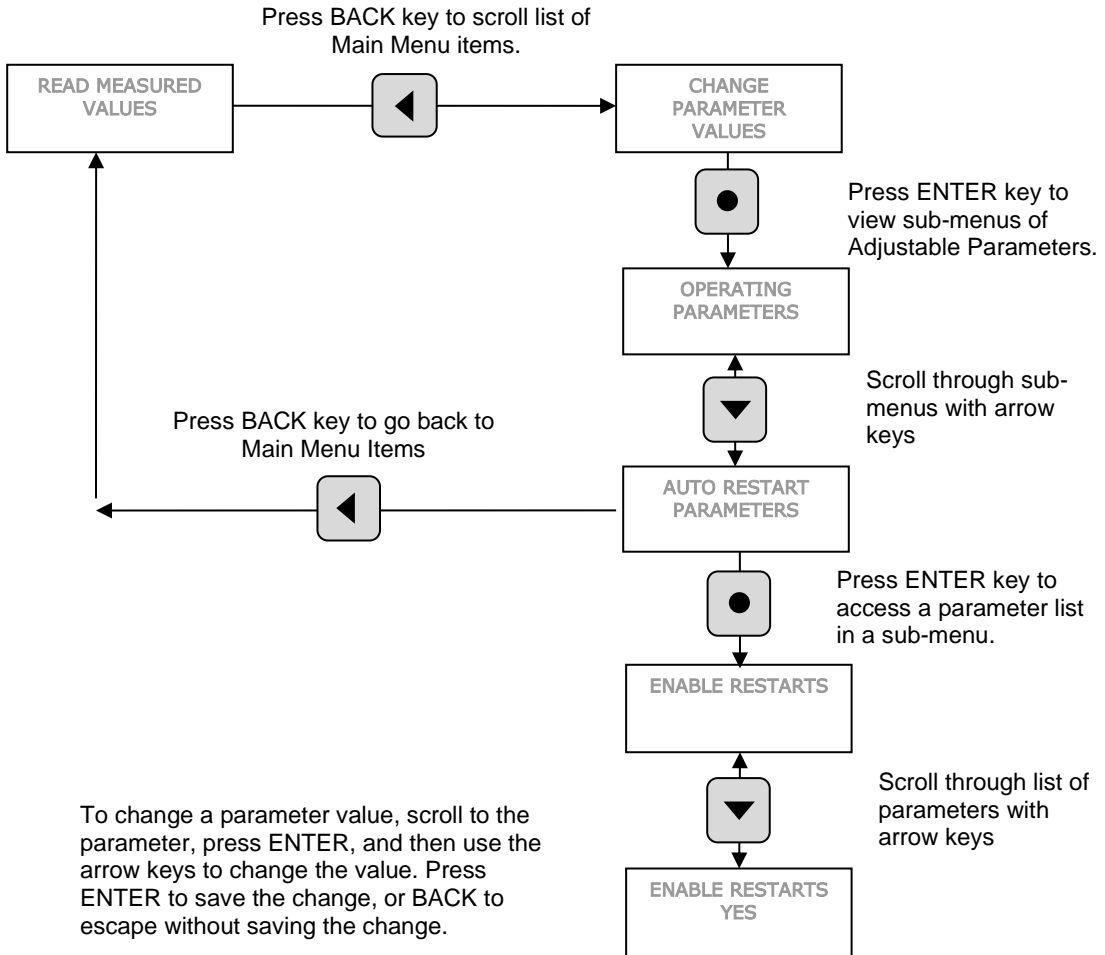 Press BACK key to scroll list of
Main Menu items.
READ MEASURED
VALUES
CHANGE
PARAMETER
VALUES
Press ENTER key to
view sub-menus of
Adjustable Parameters.
OPERATING
PARAMETERS
Scroll through sub-
menus with arrow
keys
Press BACK key to go back to
Main Menu Items
AUTO RESTART
PARAMETERS
Press ENTER key to
access a parameter list
in a sub-menu.
ENABLE RESTARTS
Scroll through list of
parameters with
arrow keys
To change a parameter value, scroll to the
parameter, press ENTER, and then use the
arrow keys to change the value. Press
ENTER to save the change, or BACK to
escape without saving the change.
ENABLE RESTARTS
YES